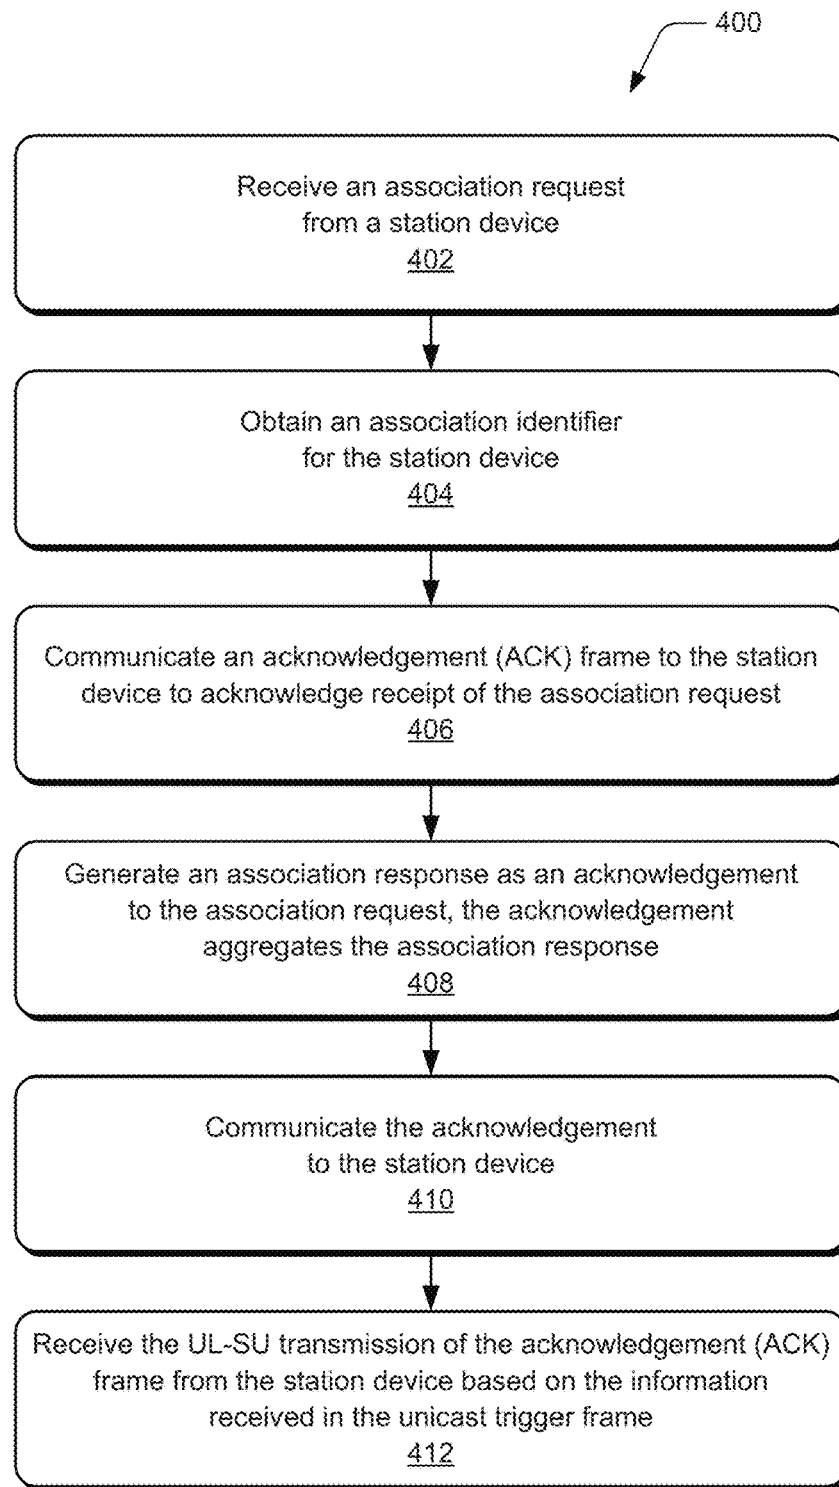 400
Receive an association request
from a station device
402
Obtain an association identifier
for the station device
404
Communicate an acknowledgement (ACK) frame to the station
device to acknowledge receipt of the association request
406
Generate an association response as an acknowledgement
to the association request, the acknowledgement
aggregates the association response
408
Communicate the acknowledgement
to the station device
410
Receive the UL-SU transmission of the acknowledgement (ACK)
frame from the station device based on the information
received in the unicast trigger frame
412